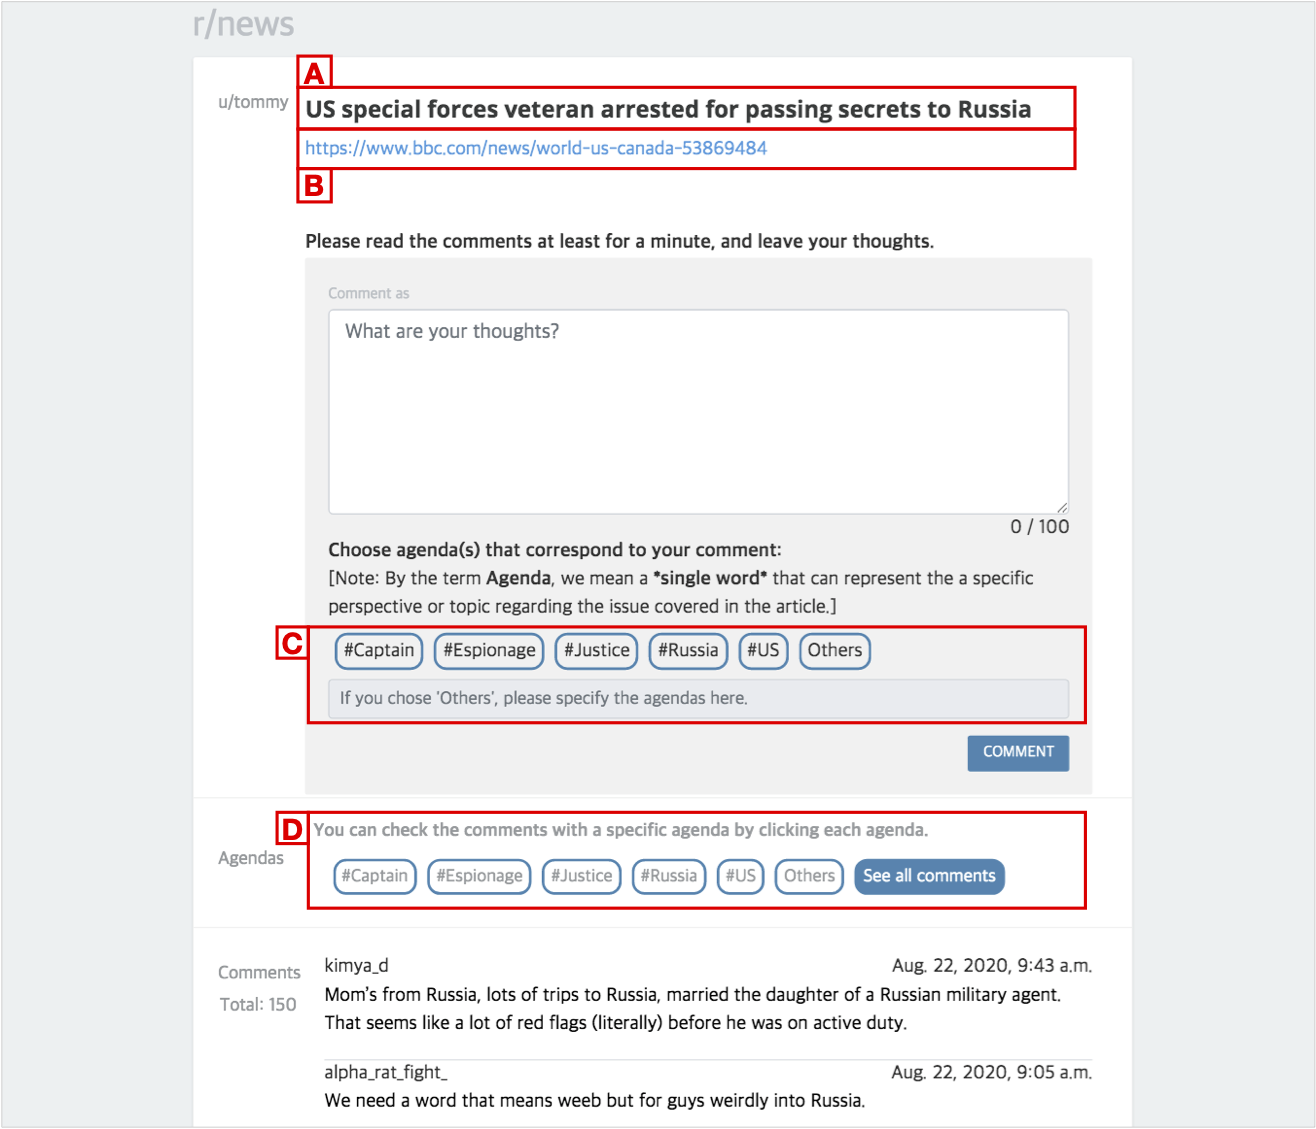 r/news
A
u/tommy
US special forces veteran arrested for passing secrets to Russia
https://www.bbc.com/news/world-us-canada-53869484
B
Please read the comments at least for a minute, and leave your thoughts.
Comment as
What are your thoughts?
0 / 100
Choose agenda(s) that correspond to your comment:
[Note: By the term Agenda, we mean a *single word* that can represent the a specific
perspective or topic regarding the issue covered in the article.]
C
#Captain #Espionage #Justice #Russia #US Others
If you chose 'Others', please specify the agendas here.
COMMENT
D
You can check the comments with a specific agenda by clicking each agenda.
Agendas
#Captain #Espionage #Justice #Russia #US Others See all comments
Comments
Total: 150
kimya_d Aug. 22, 2020, 9:43 a.m.
Mom's from Russia, lots of trips to Russia, married the daughter of a Russian military agent.
That seems like a lot of red flags (literally) before he was on active duty.
alpha_rat_fight_ Aug. 22, 2020, 9:05 a.m.
We need a word that means weeb but for guys weirdly into Russia.